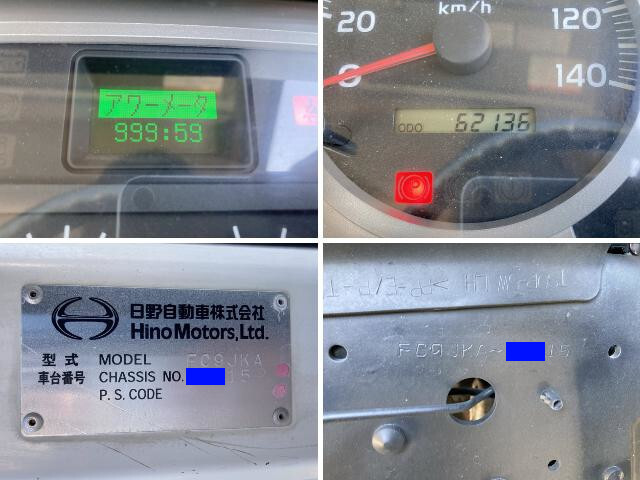 アワーメータ
999:59
km/h
20
120
0
140
ODO 62136
日野自動車株式会社
Hino Motors, Ltd.
型式 MODEL FC9JKA
車台番号 CHASSIS NO. 15
P. S. CODE
FC9JKA- 15